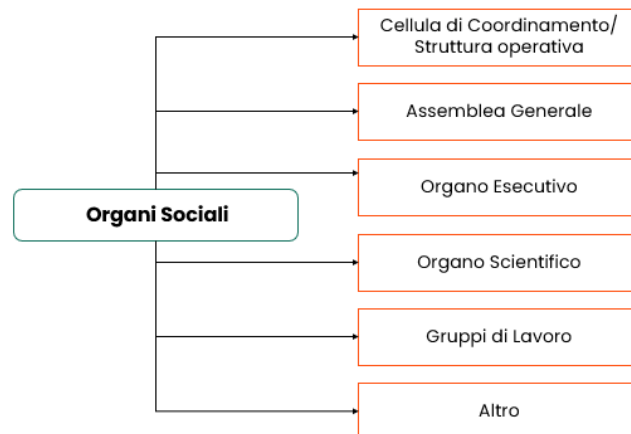 Cellula di Coordinamento/
Struttura operativa
Assemblea Generale
Organo Esecutivo
Organi Sociali
Organo Scientifico
Gruppi di Lavoro
Altro